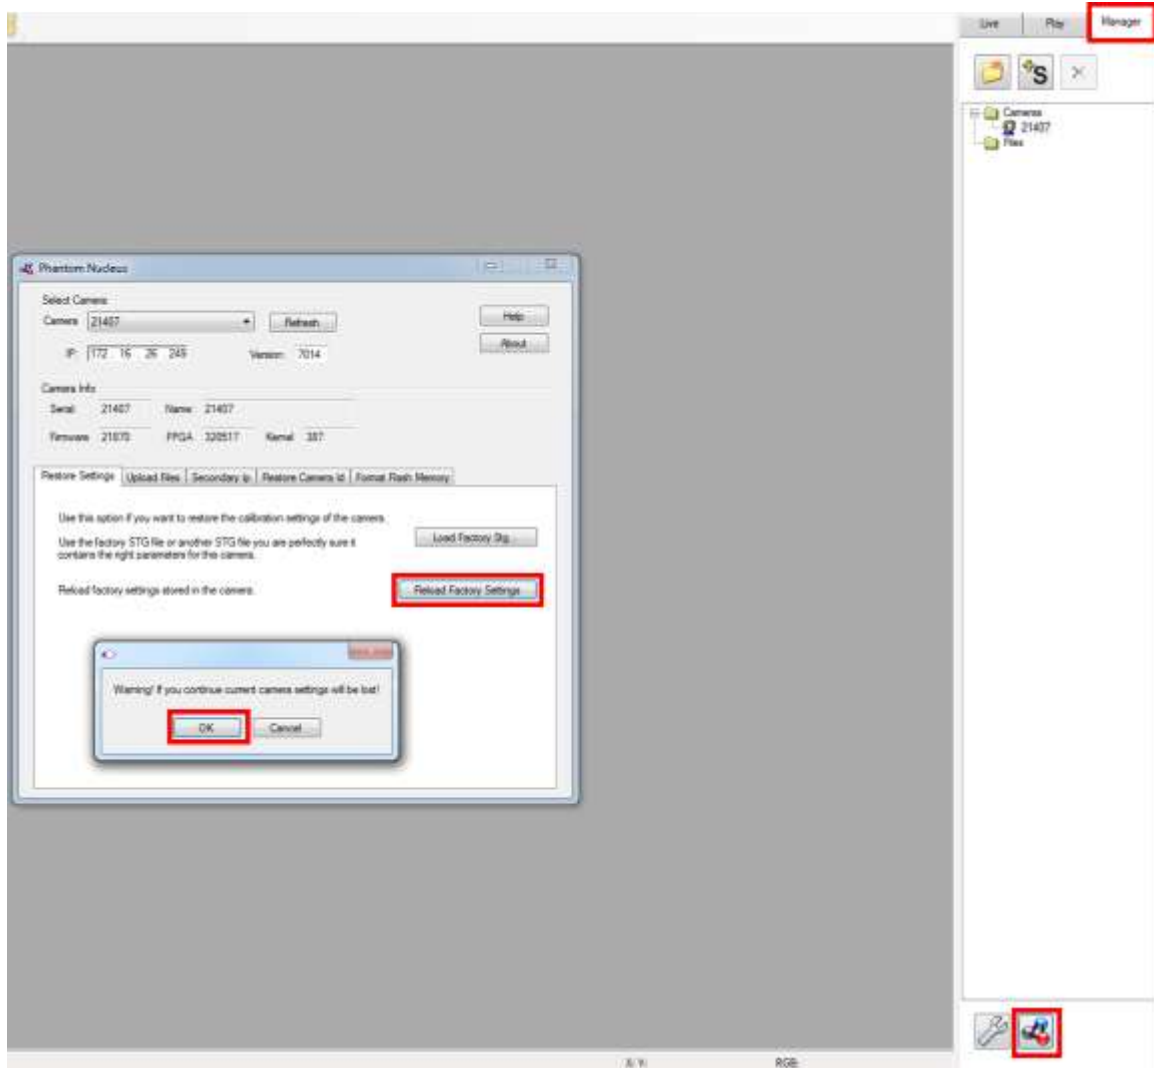 Live Play Manager
S
Cameras
21407
Files
Phantom Nucleus
Select Camera
Camera 21407 Refresh Help
IP: 172 16 26 249 Version: 7014 About
Camera Info
Serial: 21407 Name: 21407
Firmware: FPGA: 320517 Kernel: 387
Restore Settings Upload Files Secondary ip Restore Camera Id Format Flash Memory
Use this option if you want to restore the calibration settings of the camera.
Use the factory STG file or another STG file you are perfectly sure it Load Factory Stg...
contains the right parameters for this camera.
Reload factory settings stored in the camera. Reload Factory Settings
Warning! If you continue current camera settings will be lost!
OK Cancel
X/Y: RGB: